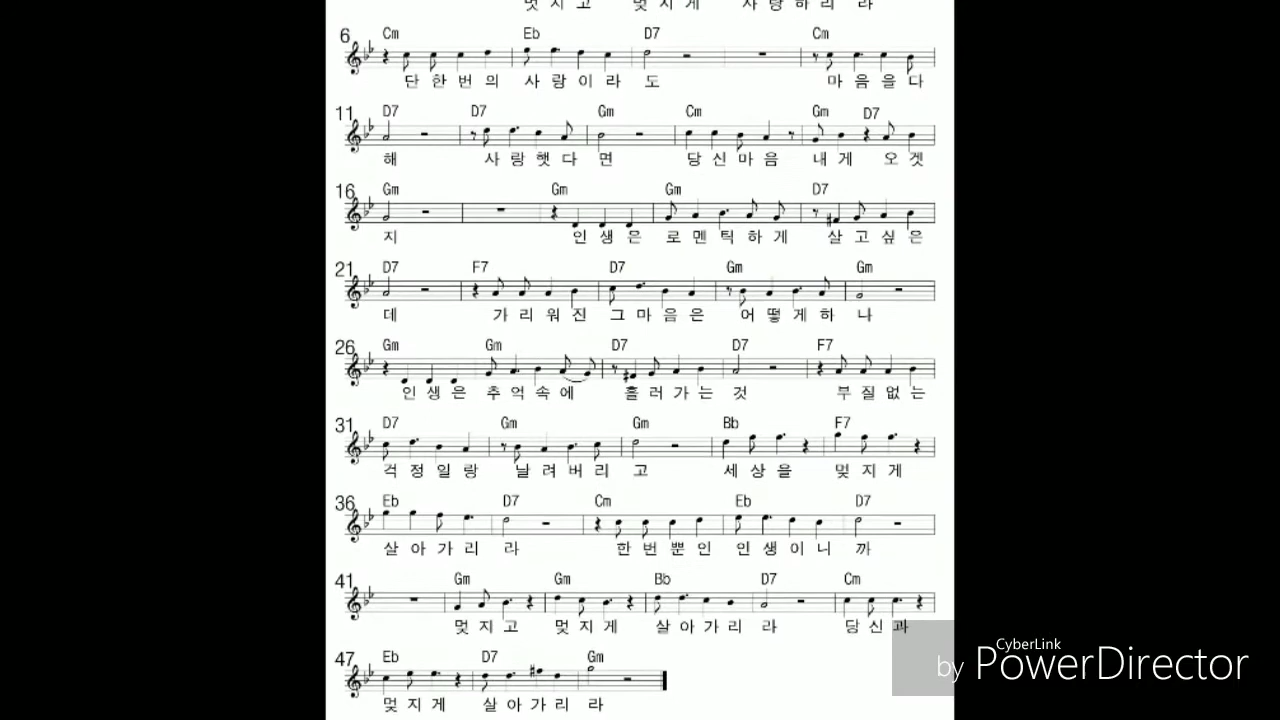 멋 지 고 멎 지 게 사 랑 하 리 라
6 Cm Eb D7 Cm
단 한 번 의 사 랑 이 라 도 마 음 을 다
11 D7 D7 Gm Cm Gm D7
해 사 랑 햇 다 면 당 신 마 음 내 게 오 겟
16 Gm Gm Gm D7
지 인 생 은 로 멘 틱 하 게 살 고 싶 은
21 D7 F7 D7 Gm Gm
데 가 리 워 진 그 마 음 은 어 떻 게 하 나
26 Gm Gm D7 D7 F7
인 생 은 추 억 속 에 흘 러 가 는 것 부 질 없 는
31 D7 Gm Gm Bb F7
걱 정 일 랑 날 려 버 리 고 세 상 을 멎 지 게
36 Eb D7 Cm Eb D7
살 아 가 리 라 한 번 뿐 인 인 생 이 니 까
41 Gm Gm Bb D7 Cm
멎 지 고 멎 지 게 살 아 가 리 라 당 신 과
47 Eb D7 Gm
멎 지 게 살 아 가 리 라
CyberLink
by PowerDirector